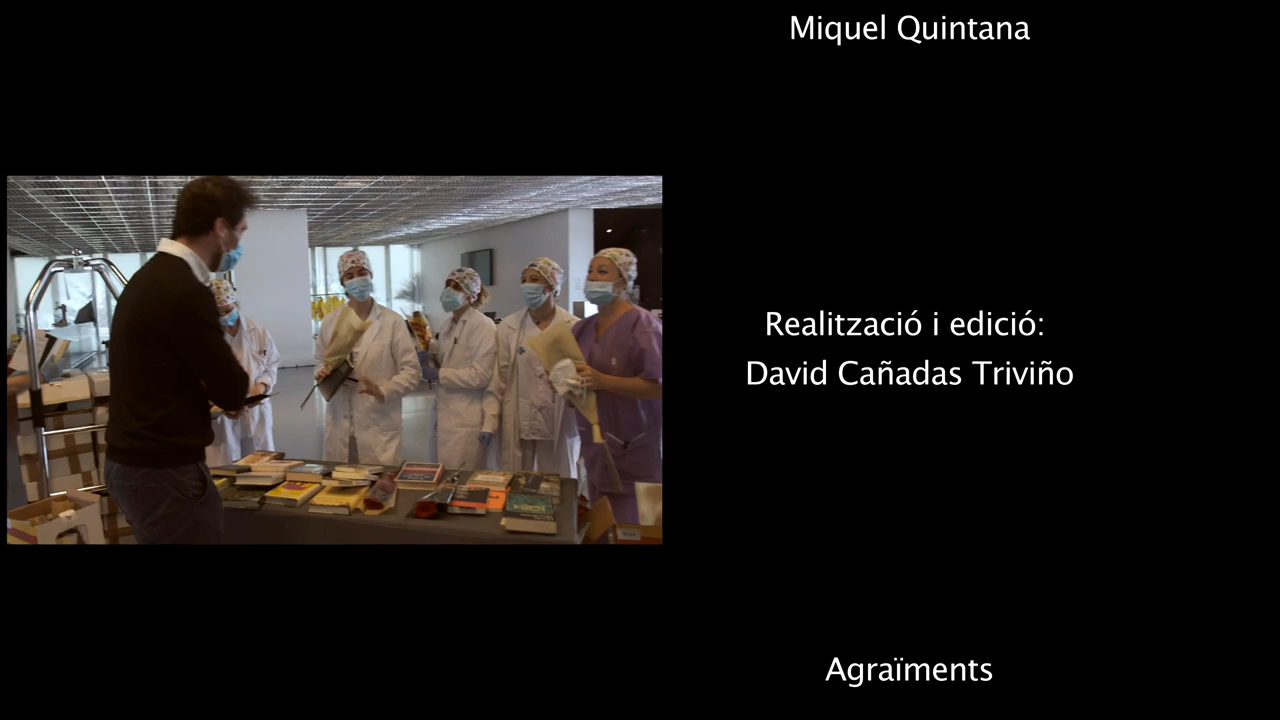 Miquel Quintana
Realització i edició:
David Cañadas Triviño
Agraïments